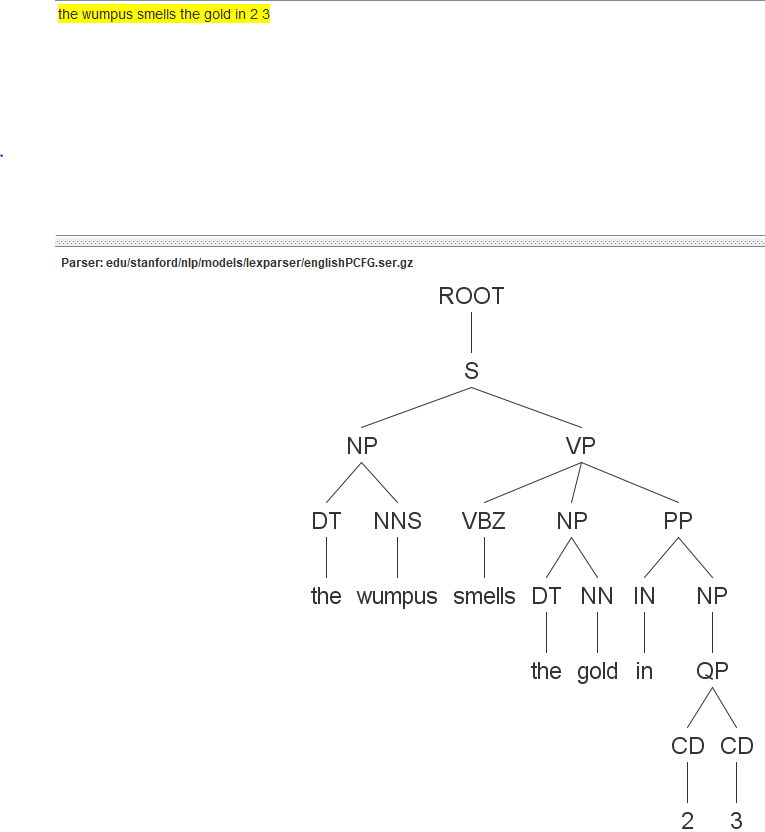 the wumpus smells the gold in 2 3
Parser: edu/stanford/nlp/models/lexparser/englishPCFG.ser.gz
ROOT
S
NP VP
DT NNS VBZ NP PP
the wumpus smells DT NN IN NP
the gold in QP
CD CD
2 3